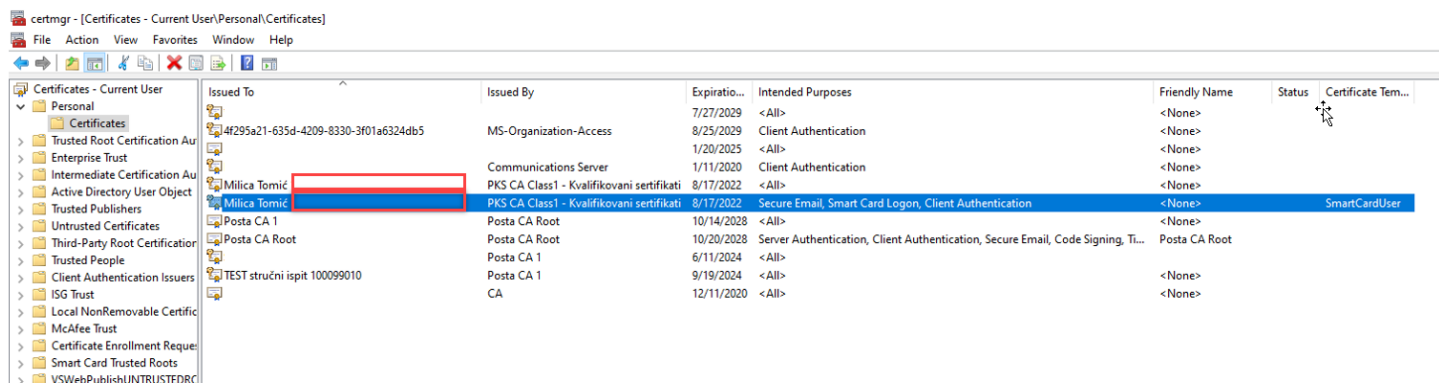 certmgr - [Certificates - Current User\Personal\Certificates]
File Action View Favorites Window Help
Certificates - Current User
Personal
Certificates
Trusted Root Certification Au
Enterprise Trust
Intermediate Certification Au
Active Directory User Object
Trusted Publishers
Untrusted Certificates
Third-Party Root Certification
Trusted People
Client Authentication Issuers
ISG Trust
Local NonRemovable Certific
McAfee Trust
Certificate Enrollment Reques
Smart Card Trusted Roots
VSWebPublishUNTRUSTEDRC
Issued To Issued By Expiratio... Intended Purposes Friendly Name Status Certificate Tem...
7/27/2029 <All> <None>
4f295a21-635d-4209-8330-3f01a6324db5 MS-Organization-Access 8/25/2029 Client Authentication <None>
1/20/2025 <All> <None>
Communications Server 1/11/2020 Client Authentication <None>
Milica Tomić PKS CA Class1 - Kvalifikovani sertifikati 8/17/2022 <All> <None>
Milica Tomić PKS CA Class1 - Kvalifikovani sertifikati 8/17/2022 Secure Email, Smart Card Logon, Client Authentication <None> SmartCardUser
Posta CA 1 Posta CA Root 10/14/2028 <All> <None>
Posta CA Root Posta CA Root 10/20/2028 Server Authentication, Client Authentication, Secure Email, Code Signing, Ti... Posta CA Root
Posta CA 1 6/11/2024 <All>
TEST stručni ispit 100099010 Posta CA 1 9/19/2024 <All> <None>
CA 12/11/2020 <All> <None>